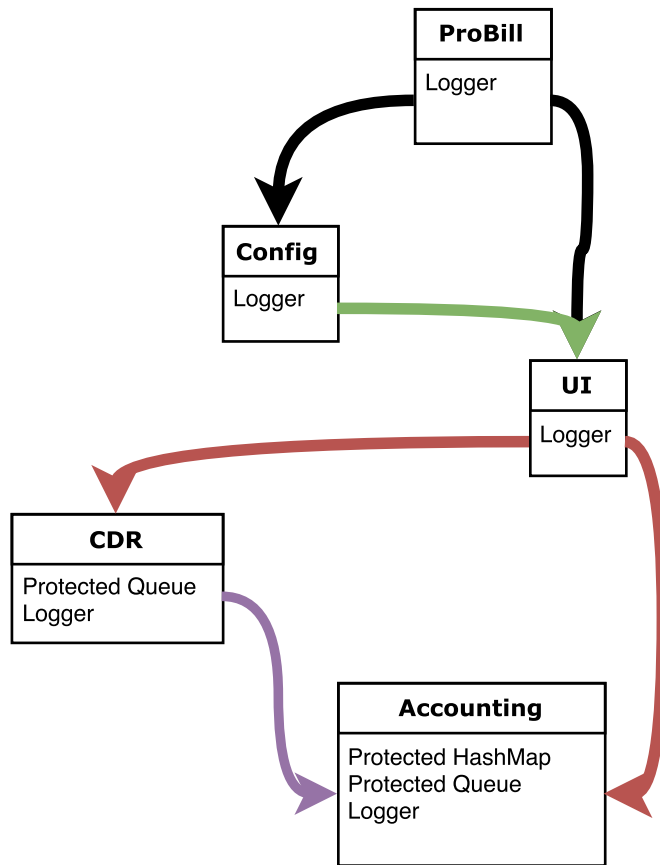 ProBill
Logger
Config
Logger
UI
Logger
CDR
Protected Queue
Logger
Accounting
Protected HashMap
Protected Queue
Logger